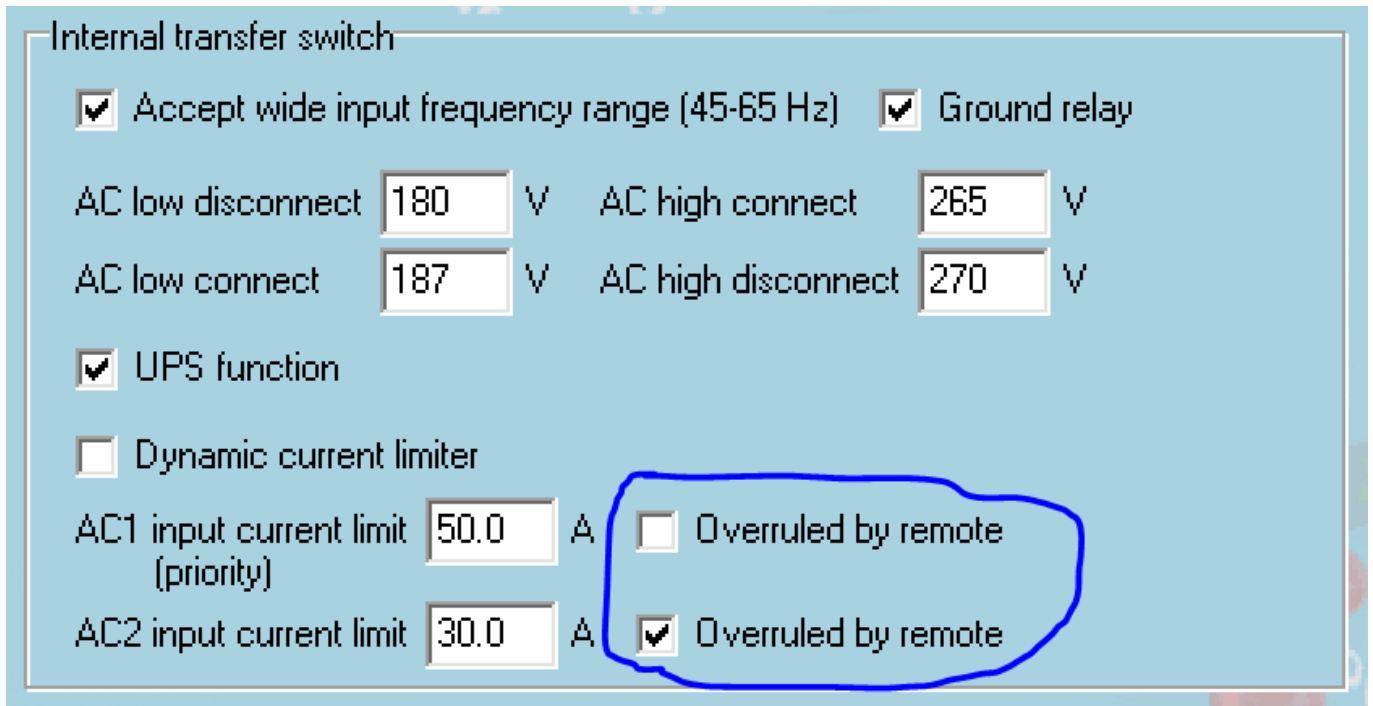 Internal transfer switch
Accept wide input frequency range (45-65 Hz) Ground relay
AC low disconnect 180 V AC high connect 265 V
AC low connect 187 V AC high disconnect 270 V
UPS function
Dynamic current limiter
AC1 input current limit 50.0 A Overruled by remote
(priority)
AC2 input current limit 30.0 A Overruled by remote